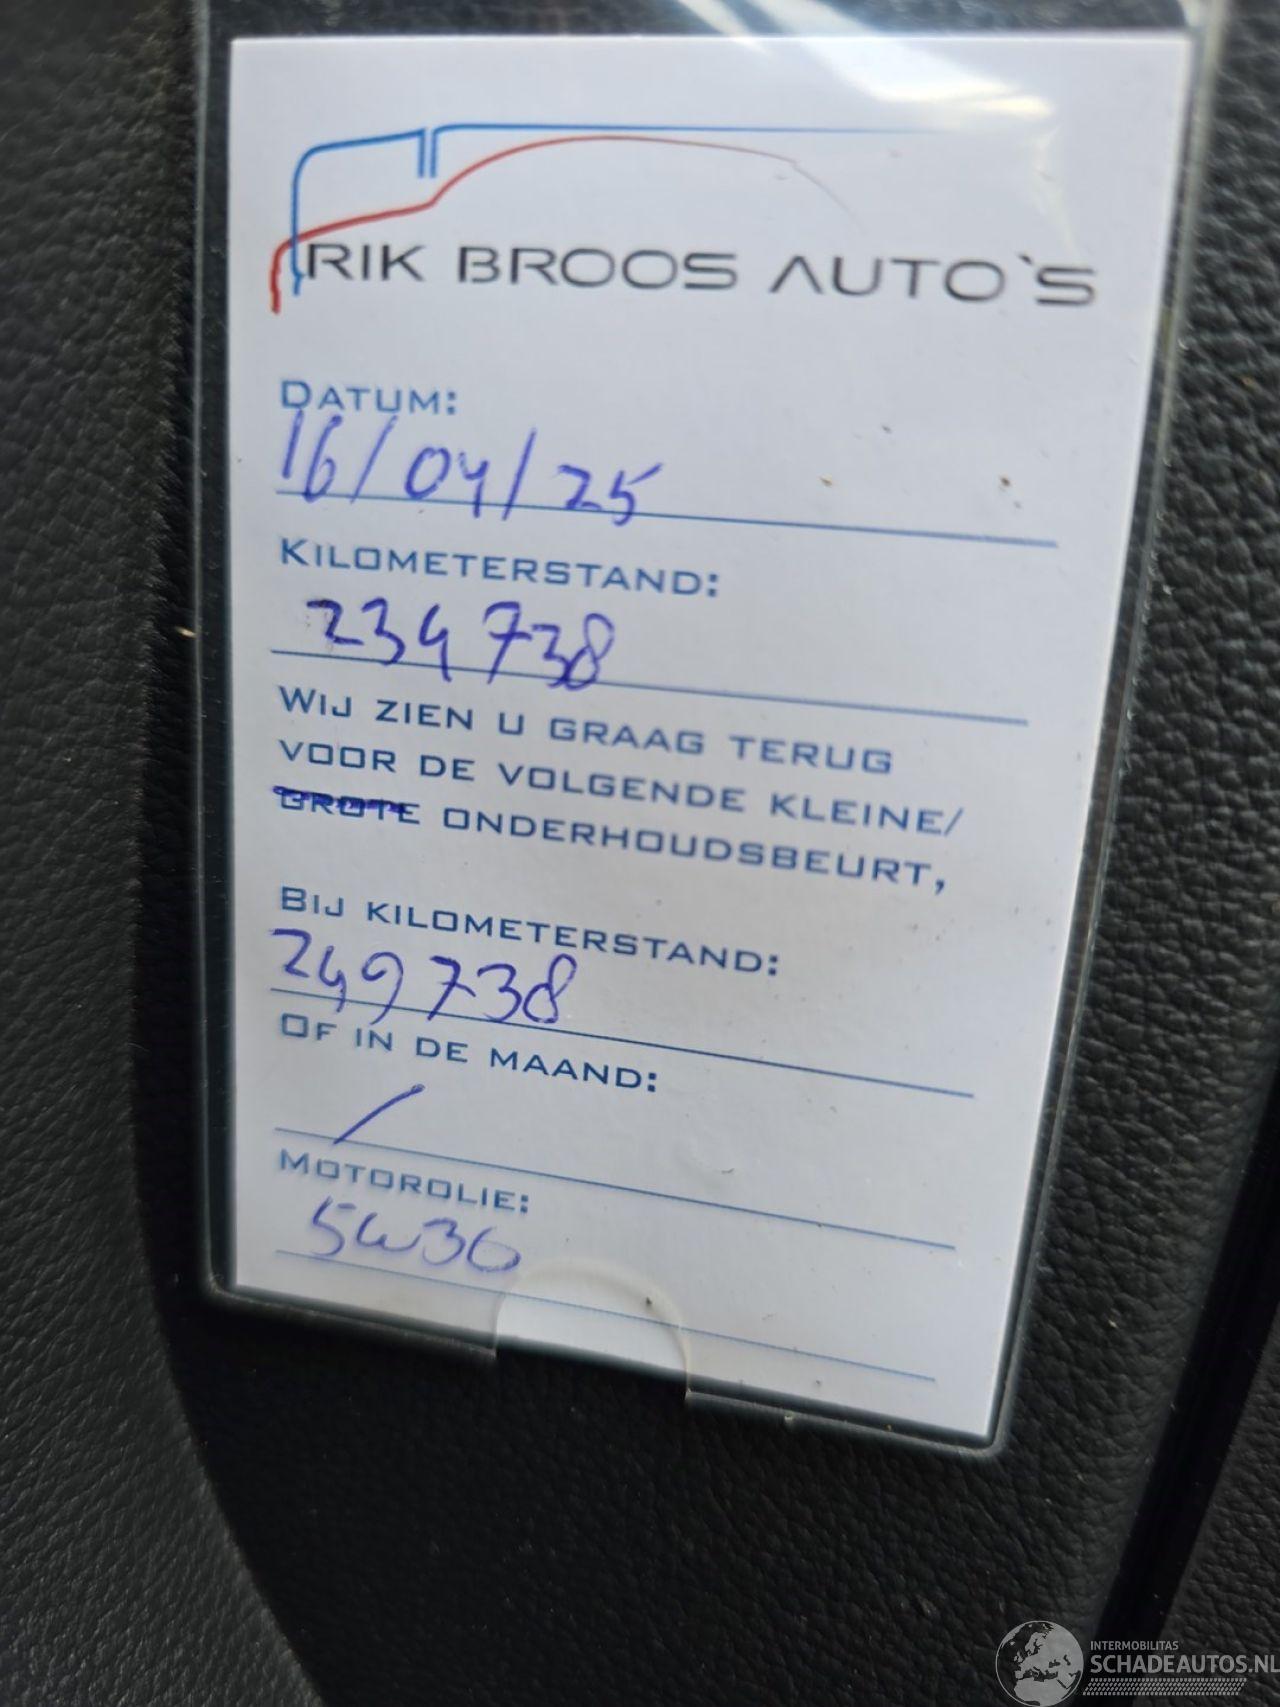 RIK BROOS AUTO`S
DATUM:
16/04/25
KILOMETERSTAND:
234738
WIJ ZIEN U GRAAG TERUG
VOOR DE VOLGENDE KLEINE/
GROTE ONDERHOUDSBEURT,
BIJ KILOMETERSTAND:
249738
OF IN DE MAAND:
/
MOTOROLIE:
5W30
INTERMOBILITAS
SCHADEAUTOS.NL